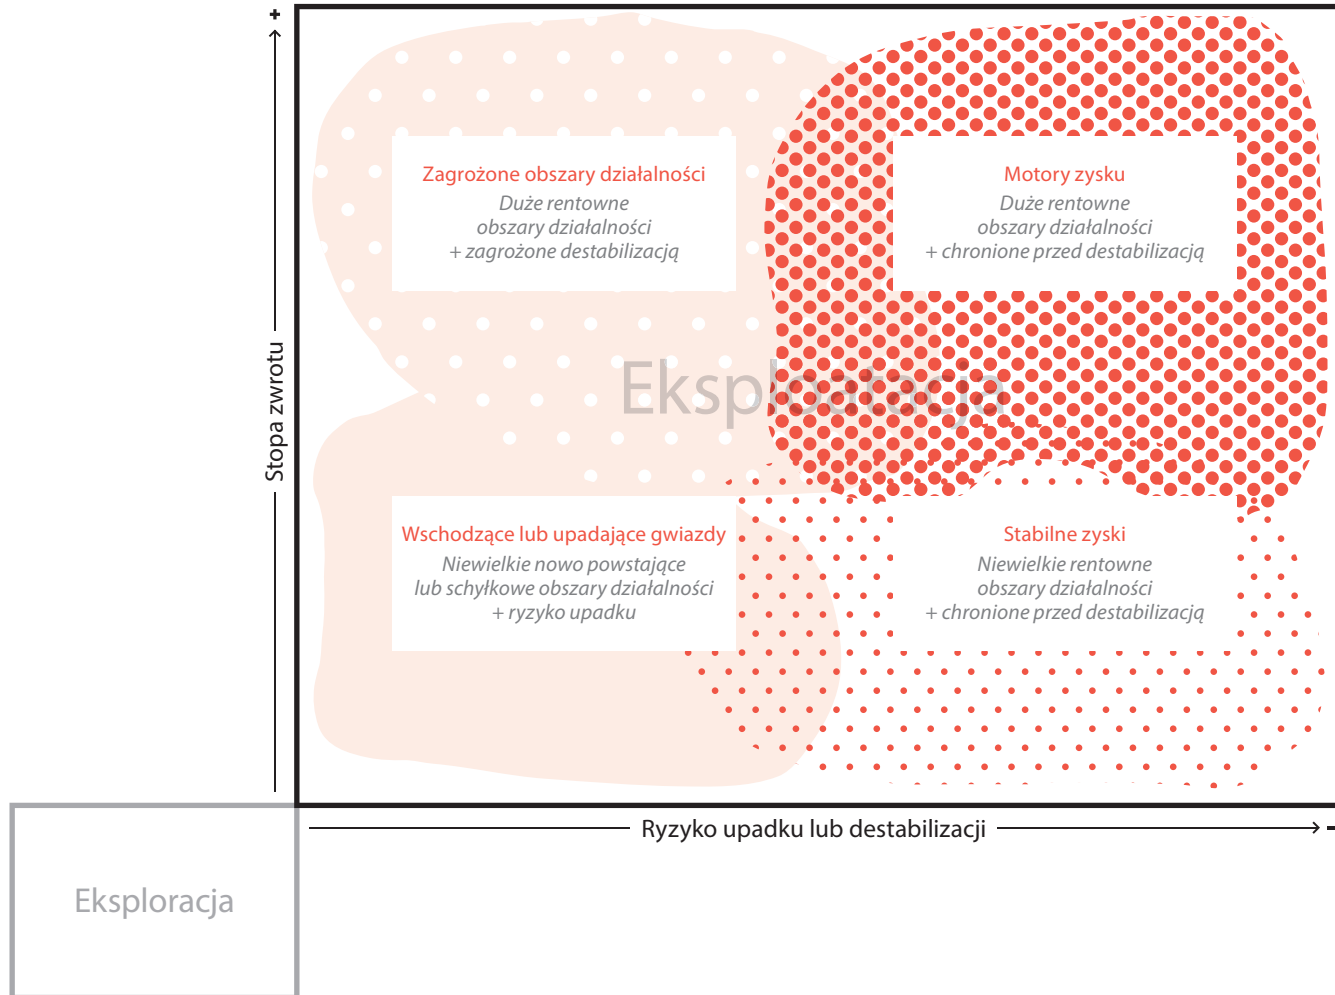 +
Zagrożone obszary działalności
Duże rentowne
obszary działalności
+ zagrożone destabilizacją
Motory zysku
Duże rentowne
obszary działalności
+ chronione przed destabilizacją
Stopa zwrotu
Eksploatacja
Wschodzące lub upadające gwiazdy
Niewielkie nowo powstające
lub schyłkowe obszary działalności
+ ryzyko upadku
Stabilne zyski
Niewielkie rentowne
obszary działalności
+ chronione przed destabilizacją
Ryzyko upadku lub destabilizacji
-
Eksploracja